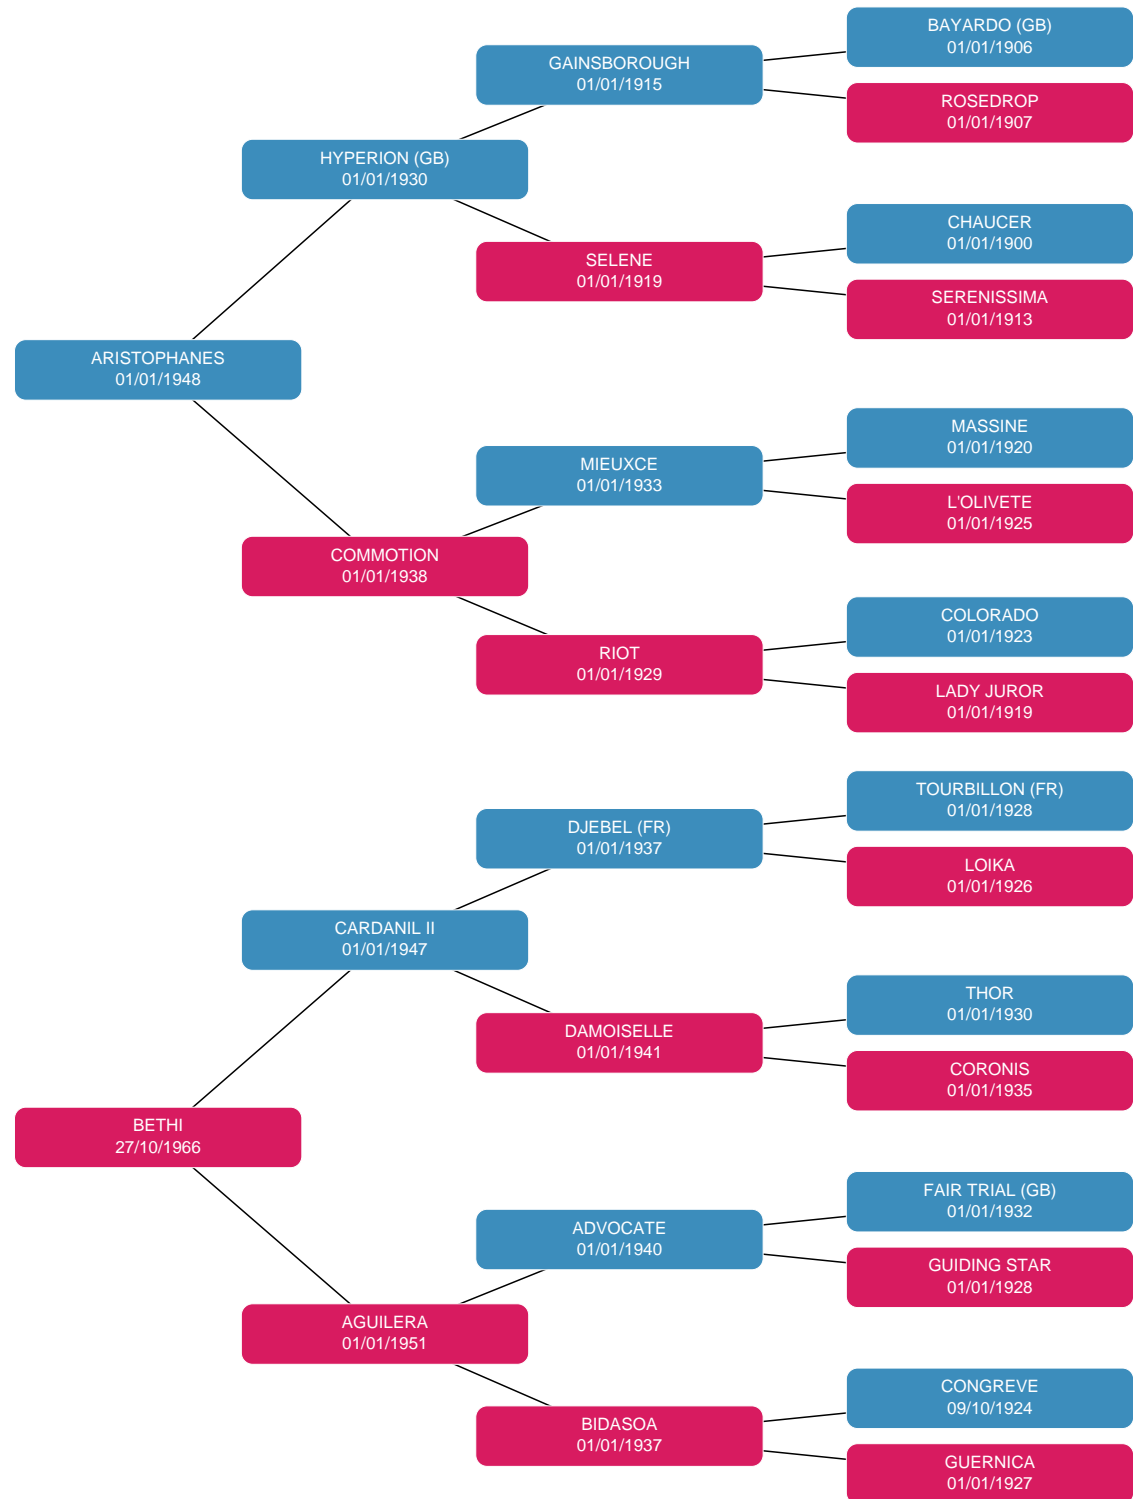 BAYARDO (GB)
01/01/1906
GAINSBOROUGH
01/01/1915
ROSEDROP
01/01/1907
HYPERION (GB)
01/01/1930
CHAUCER
01/01/1900
SELENE
01/01/1919
SERENISSIMA
01/01/1913
ARISTOPHANES
01/01/1948
MASSINE
01/01/1920
MIEUXCE
01/01/1933
L'OLIVETE
01/01/1925
COMMOTION
01/01/1938
COLORADO
01/01/1923
RIOT
01/01/1929
LADY JUROR
01/01/1919
TOURBILLON (FR)
01/01/1928
DJEBEL (FR)
01/01/1937
LOIKA
01/01/1926
CARDANIL II
01/01/1947
THOR
01/01/1930
DAMOISELLE
01/01/1941
CORONIS
01/01/1935
BETHI
27/10/1966
FAIR TRIAL (GB)
01/01/1932
ADVOCATE
01/01/1940
GUIDING STAR
01/01/1928
AGUILERA
01/01/1951
CONGREVE
09/10/1924
BIDASOA
01/01/1937
GUERNICA
01/01/1927